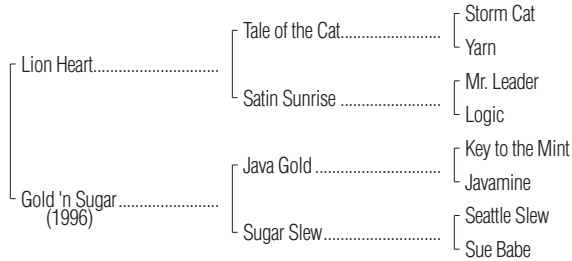 Storm Cat
Tale of the Cat
Yarn
Lion Heart
Mr. Leader
Satin Sunrise
Logic
Key to the Mint
Java Gold
Javamine
Gold 'n Sugar
(1996)
Seattle Slew
Sugar Slew
Sue Babe